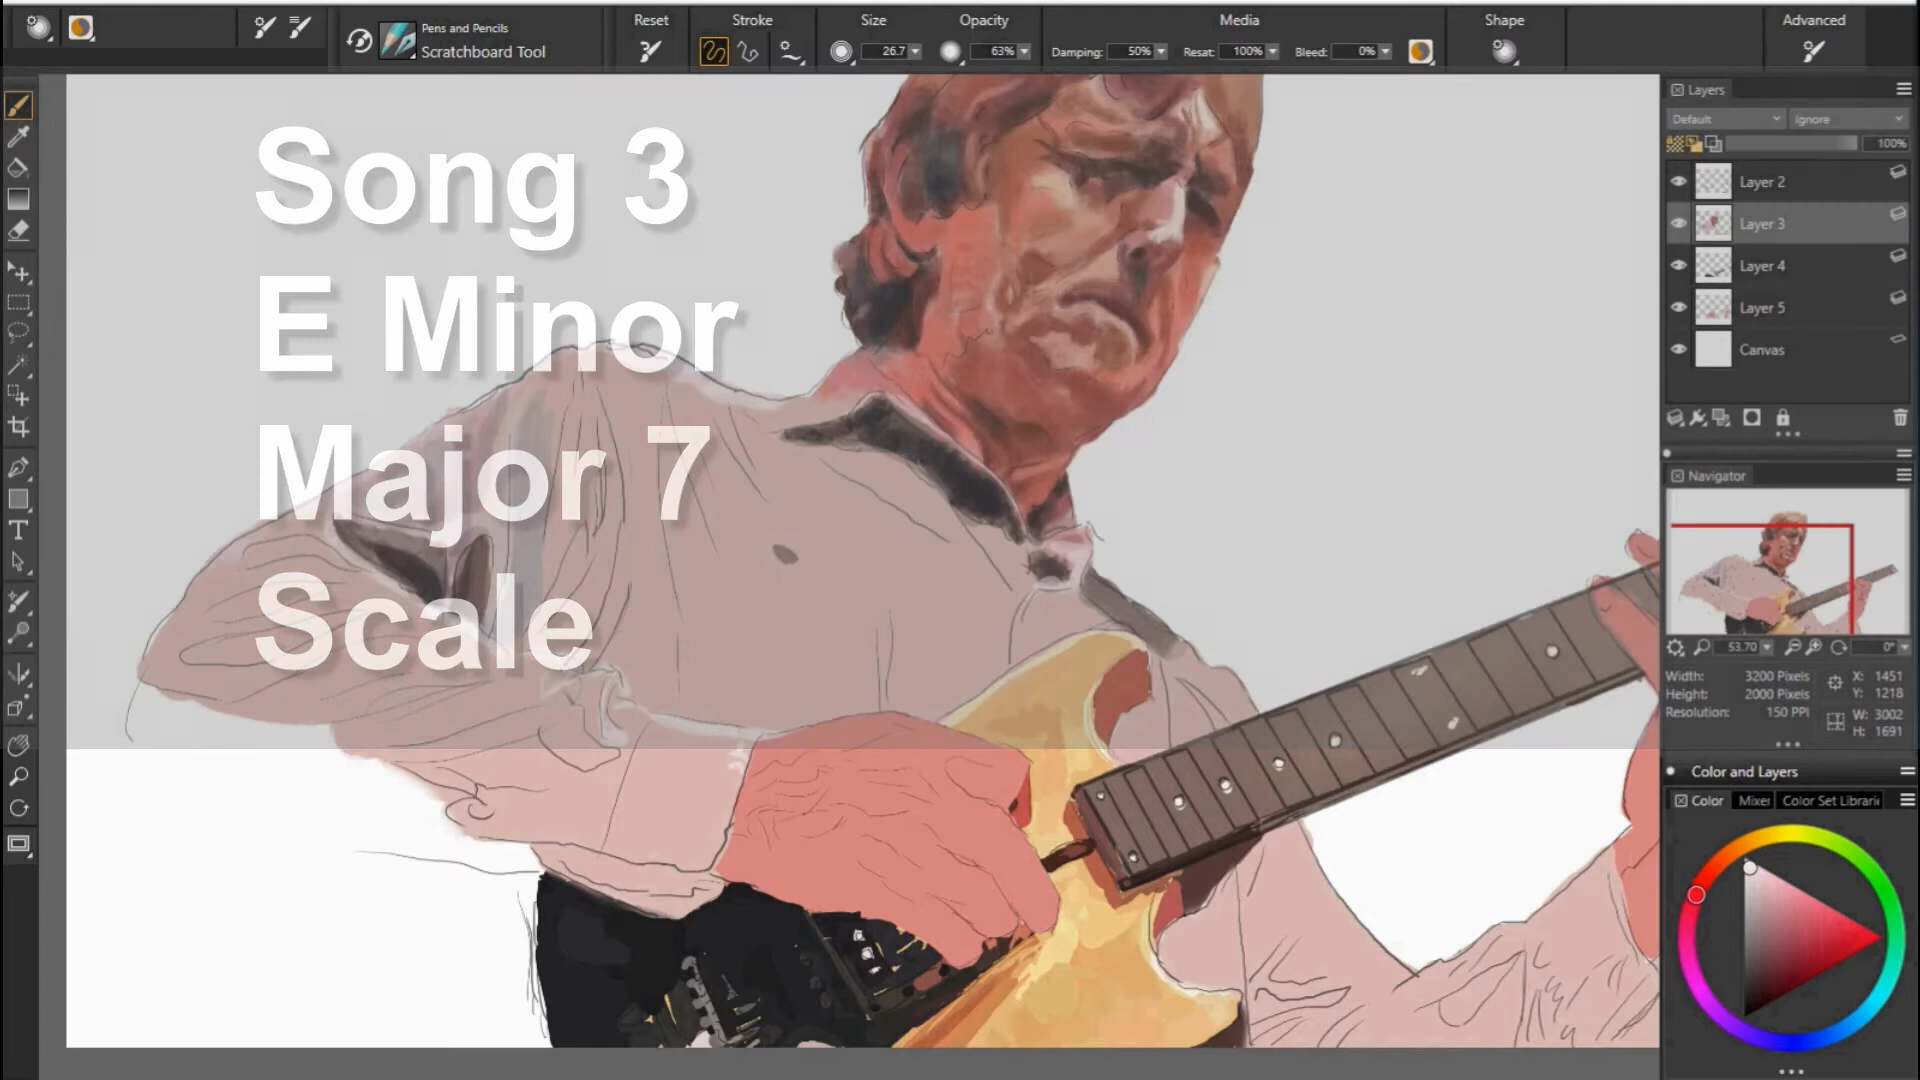 Reset
Stroke
Size
Opacity
Media
Shape
Advanced
Pens and Pencils
Scratchboard Tool
26.7
63%
Damping: 50%
Resat: 100%
Bleed: 0%
Song 3
E Minor
Major 7
Scale
T
Layers
Default
Ignore
100%
Layer 2
Layer 3
Layer 4
Layer 5
Canvas
Navigator
53.70
0°
Width: 3200 Pixels
Height: 2000 Pixels
Resolution: 150 PPI
X: 1451
Y: 1218
W: 3002
H: 1691
Color and Layers
Color
Mixer
Color Set Librari